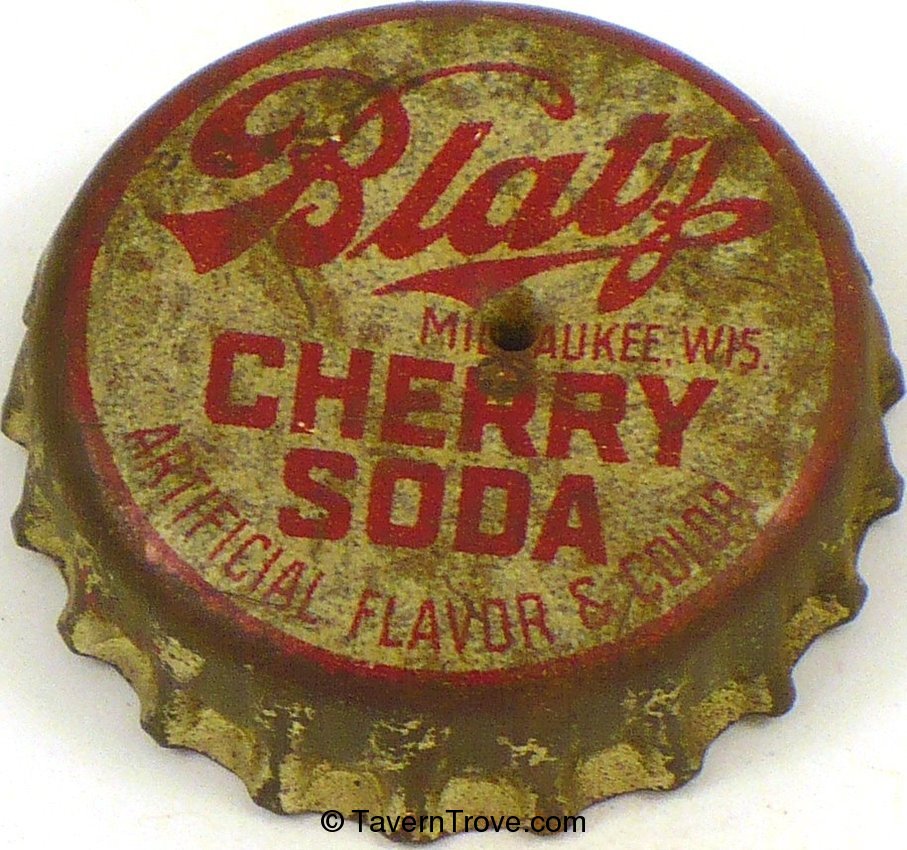 Blatz
MILWAUKEE, WIS.
CHERRY
SODA
ARTIFICIAL FLAVOR & COLOR
© TavernTrove.com